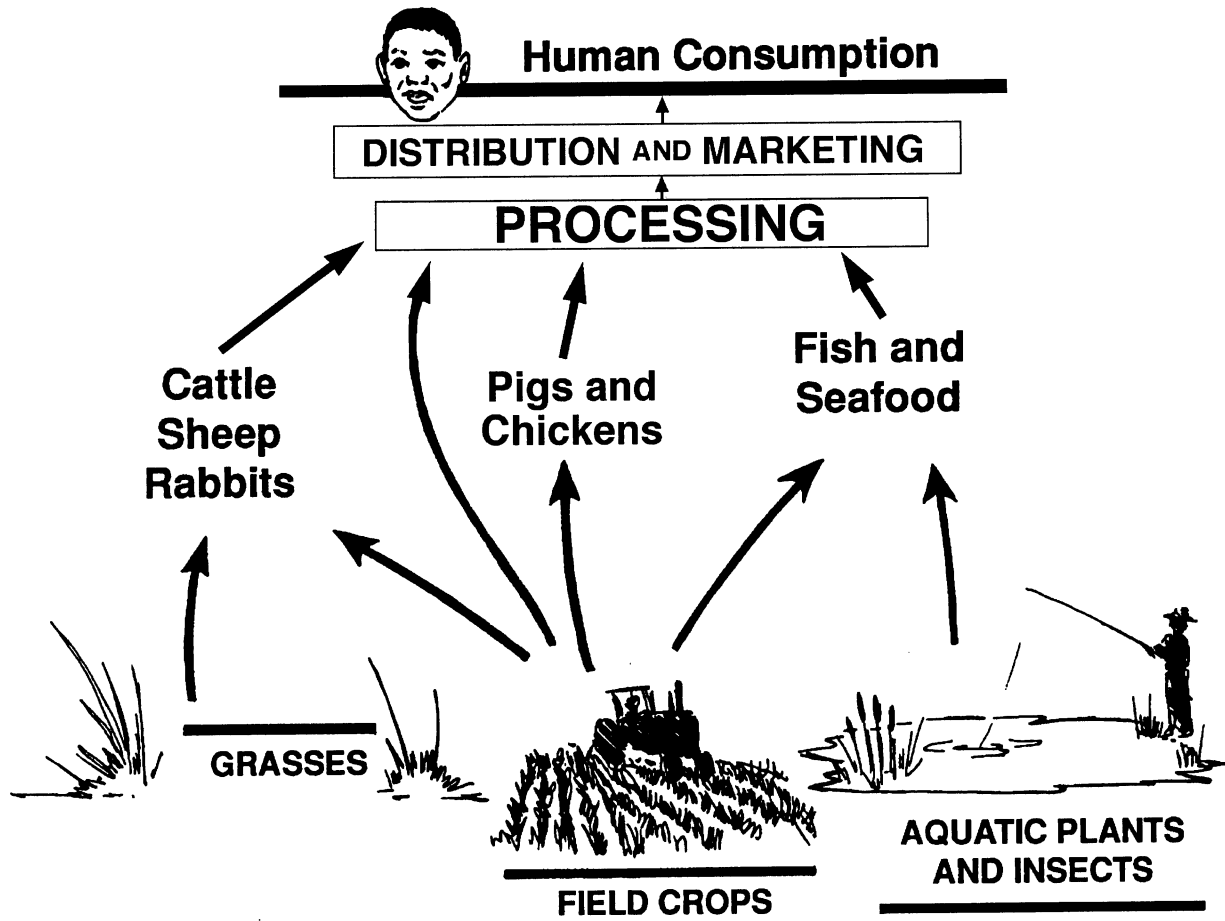 Human Consumption
DISTRIBUTION AND MARKETING
PROCESSING
Cattle
Sheep
Rabbits
Pigs and
Chickens
Fish and
Seafood
GRASSES
FIELD CROPS
AQUATIC PLANTS
AND INSECTS